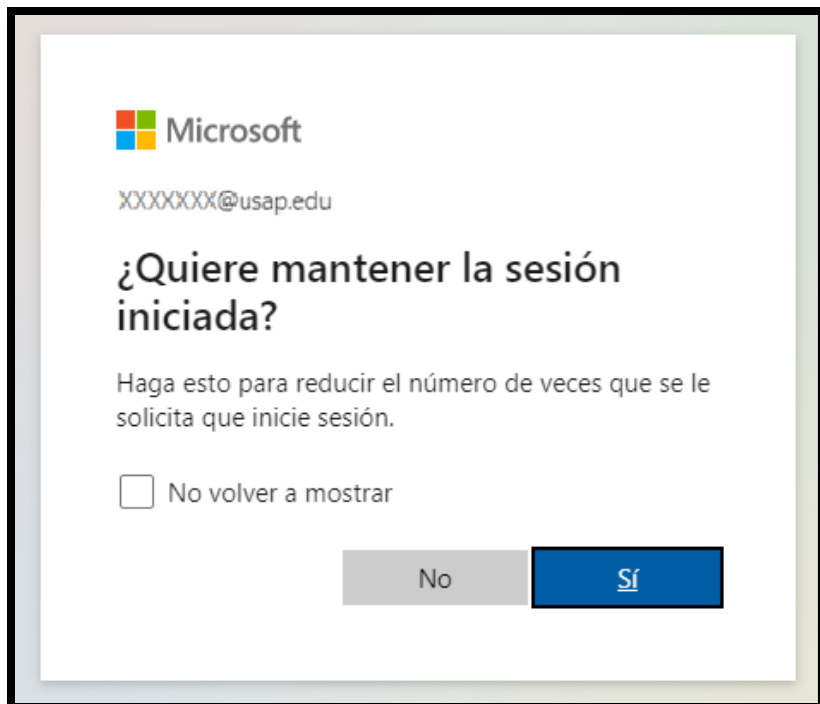 Microsoft
XXXXXXX@usap.edu
¿Quiere mantener la sesión
iniciada?
Haga esto para reducir el número de veces que se le
solicita que inicie sesión.
No volver a mostrar
No
Sí